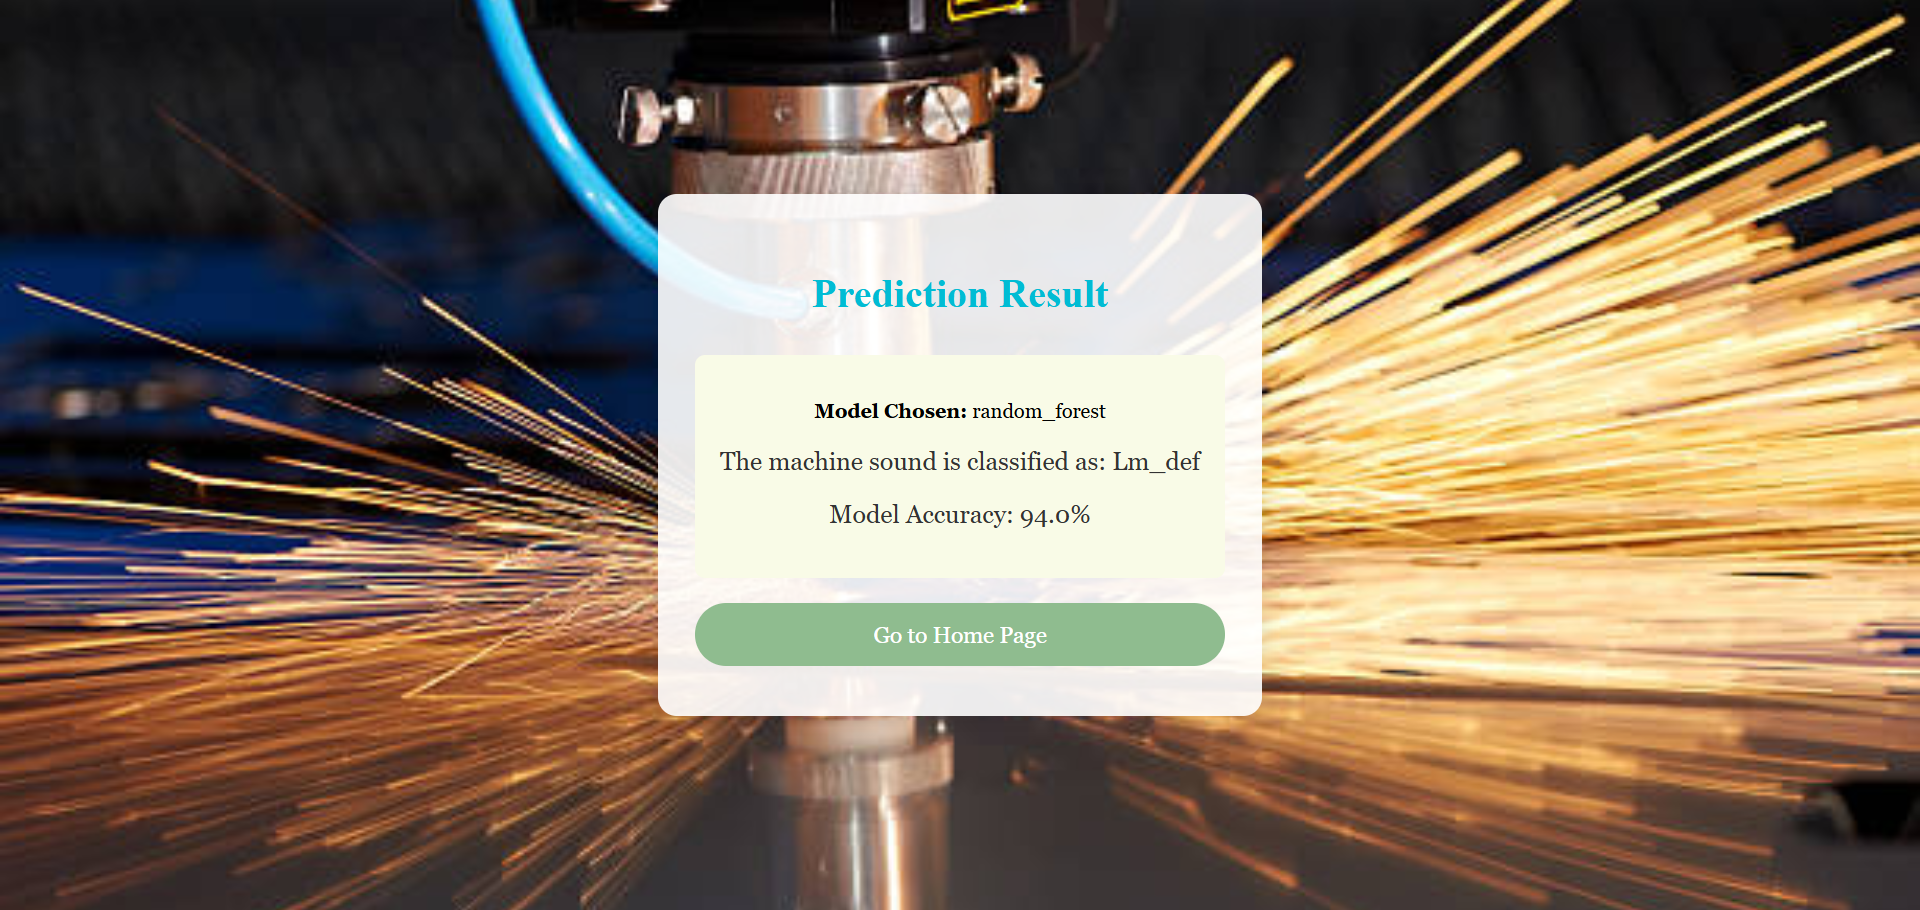 Prediction Result
Model Chosen: random_forest
The machine sound is classified as: Lm_def
Model Accuracy: 94.0%
Go to Home Page